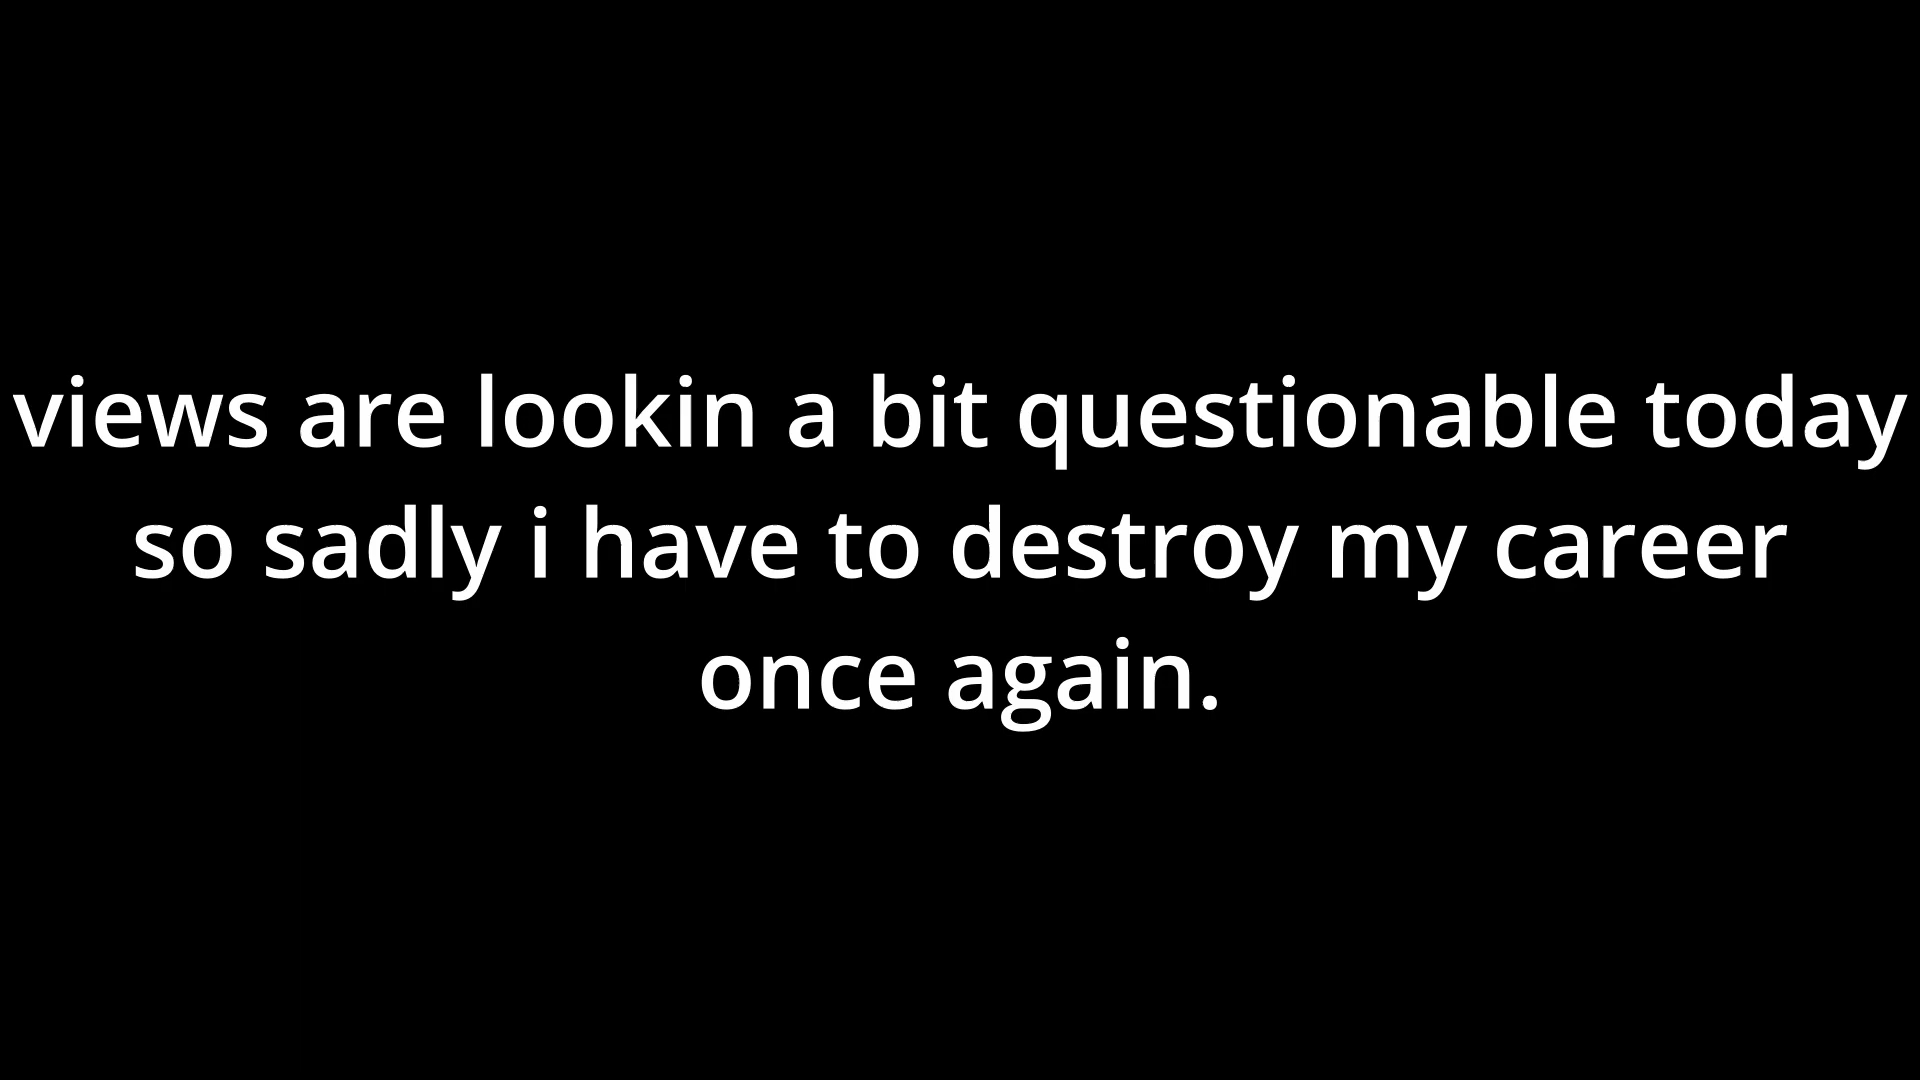 views are lookin a bit questionable today
so sadly i have to destroy my career
once again.